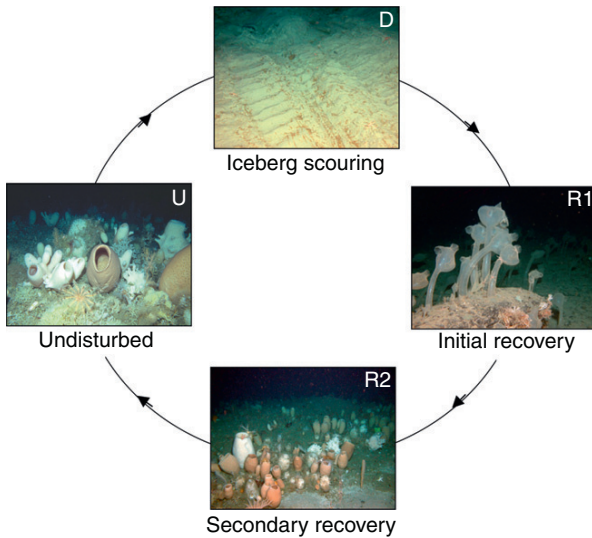 D
Iceberg scouring
R1
Initial recovery
R2
Secondary recovery
U
Undisturbed